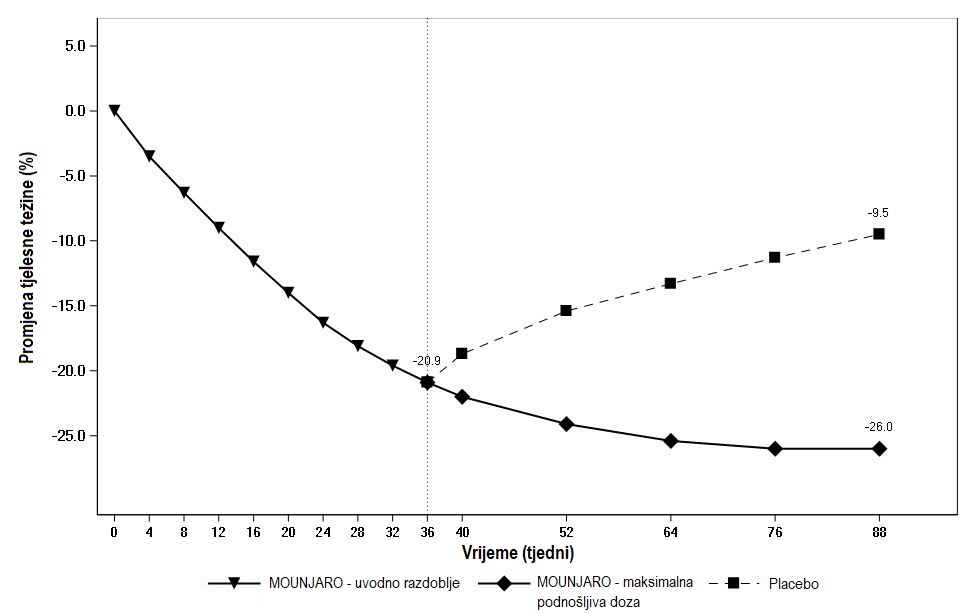 5.0
0.0
-5.0
-10.0
-15.0
-20.0
-25.0
Promjena tjelesne težine (%)
-20.9
-9.5
-26.0
0 4 8 12 16 20 24 28 32 36 40 52 64 76 88
Vrijeme (tjedni)
MOUNJARO - uvodno razdoblje
MOUNJARO - maksimalna
podnošljiva doza
Placebo